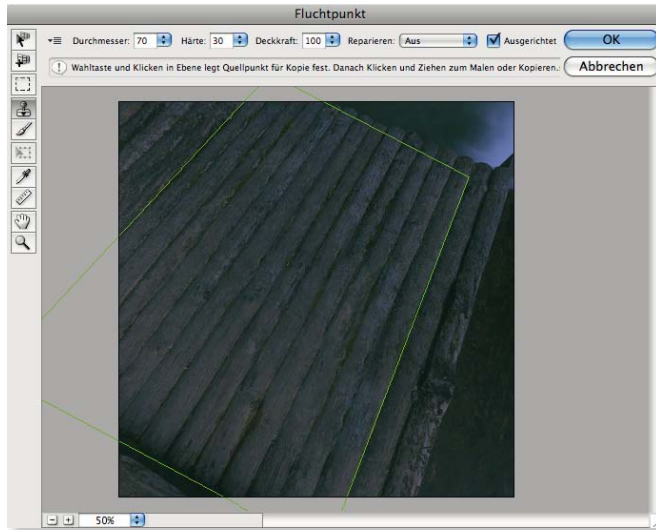 Fluchtpunkt
Durchmesser: 70 Härte: 30 Deckkraft: 100 Reparieren: Aus Ausgerichtet OK
! Wahltaste und Klicken in Ebene legt Quellpunkt für Kopie fest. Danach Klicken und Ziehen zum Malen oder Kopieren. Abbrechen
50%